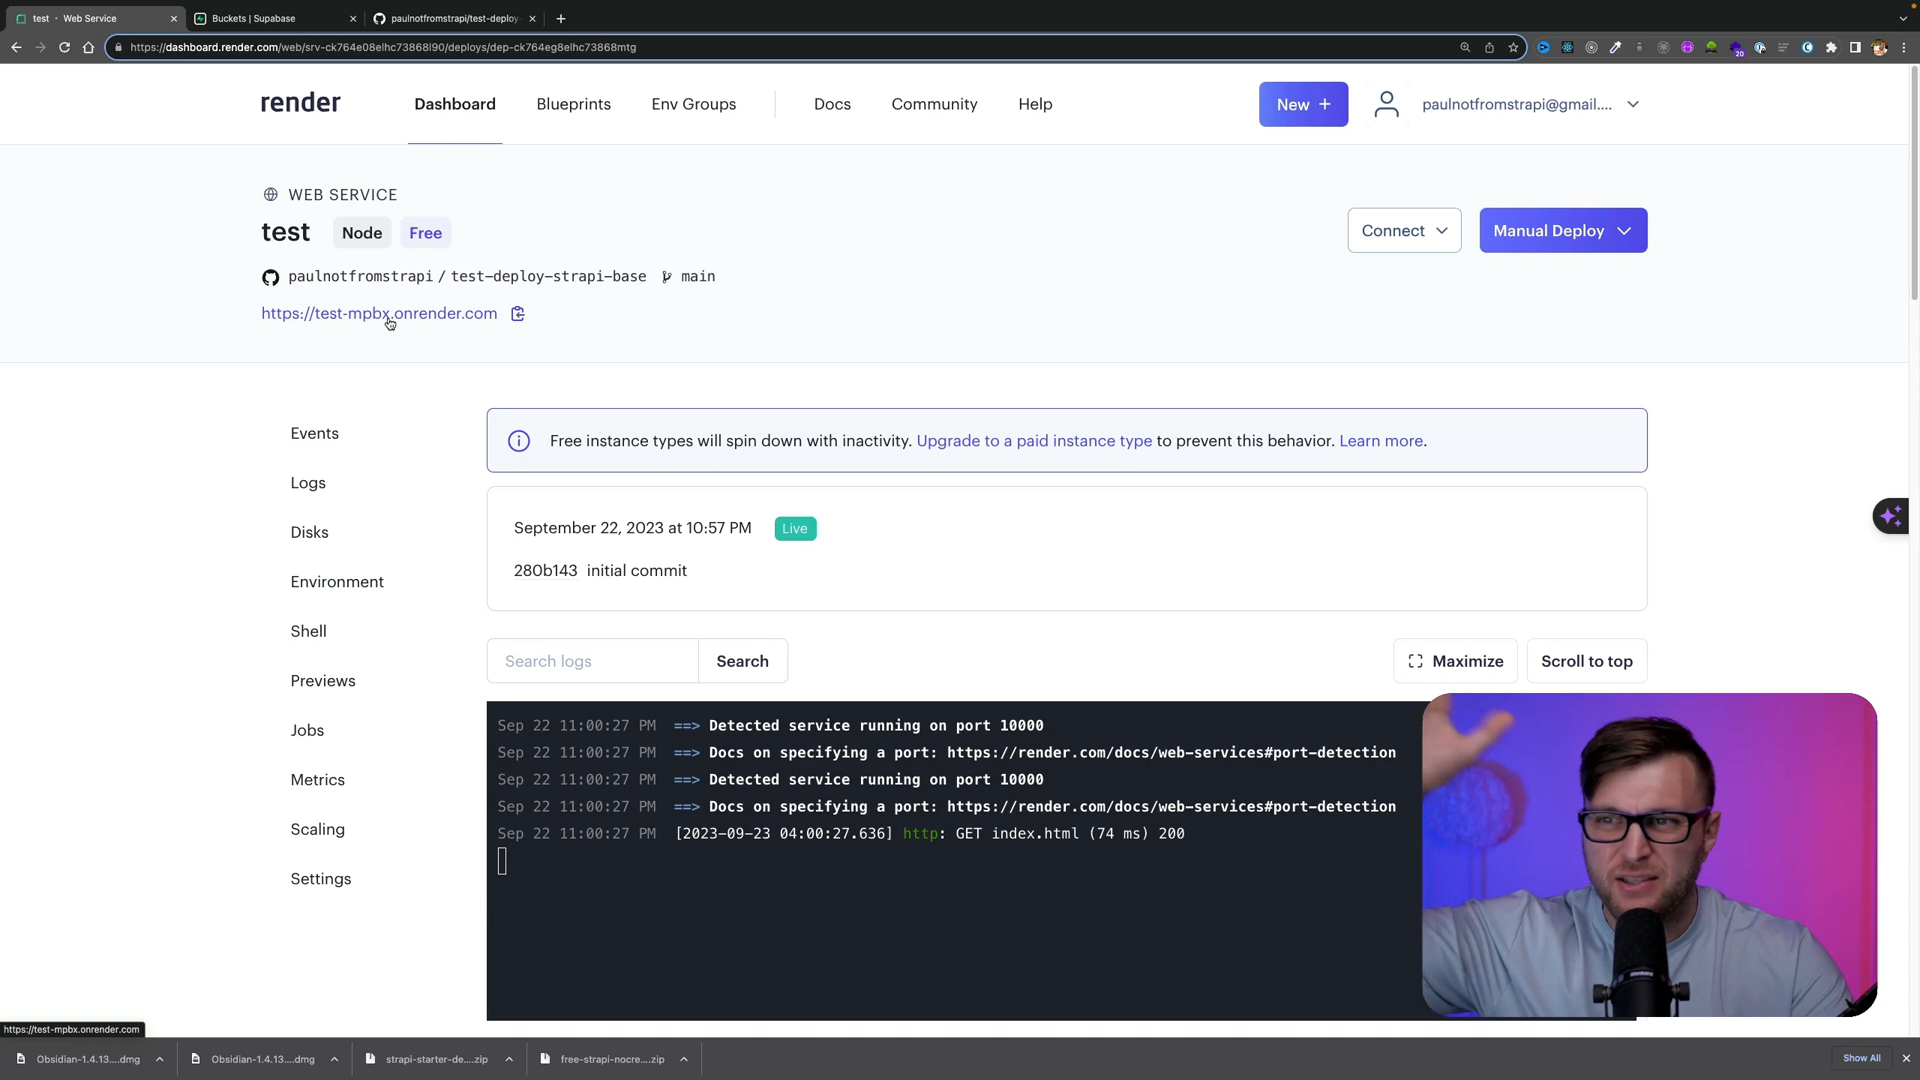 test · Web Service
Buckets | Supabase
paulnotfromstrapi/test-deploy-
https://dashboard.render.com/web/srv-ck764e08elhc73868l90/deploys/dep-ck764eg8elhc73868mtg
20
render
Dashboard
Blueprints
Env Groups
Docs
Community
Help
New +
paulnotfromstrapi@gmail....
WEB SERVICE
test Node Free
Connect
Manual Deploy
paulnotfromstrapi / test-deploy-strapi-base main
https://test-mpbx.onrender.com
Events
Logs
Disks
Environment
Shell
Previews
Jobs
Metrics
Scaling
Settings
Free instance types will spin down with inactivity. Upgrade to a paid instance type to prevent this behavior. Learn more.
September 22, 2023 at 10:57 PM Live
280b143 initial commit
Search logs
Search
Maximize
Scroll to top
Sep 22 11:00:27 PM ==> Detected service running on port 10000
Sep 22 11:00:27 PM ==> Docs on specifying a port: https://render.com/docs/web-services#port-detection
Sep 22 11:00:27 PM ==> Detected service running on port 10000
Sep 22 11:00:27 PM ==> Docs on specifying a port: https://render.com/docs/web-services#port-detection
Sep 22 11:00:27 PM [2023-09-23 04:00:27.636] http: GET index.html (74 ms) 200
https://test-mpbx.onrender.com
Obsidian-1.4.13....dmg
Obsidian-1.4.13....dmg
strapi-starter-de....zip
free-strapi-nocre....zip
Show All